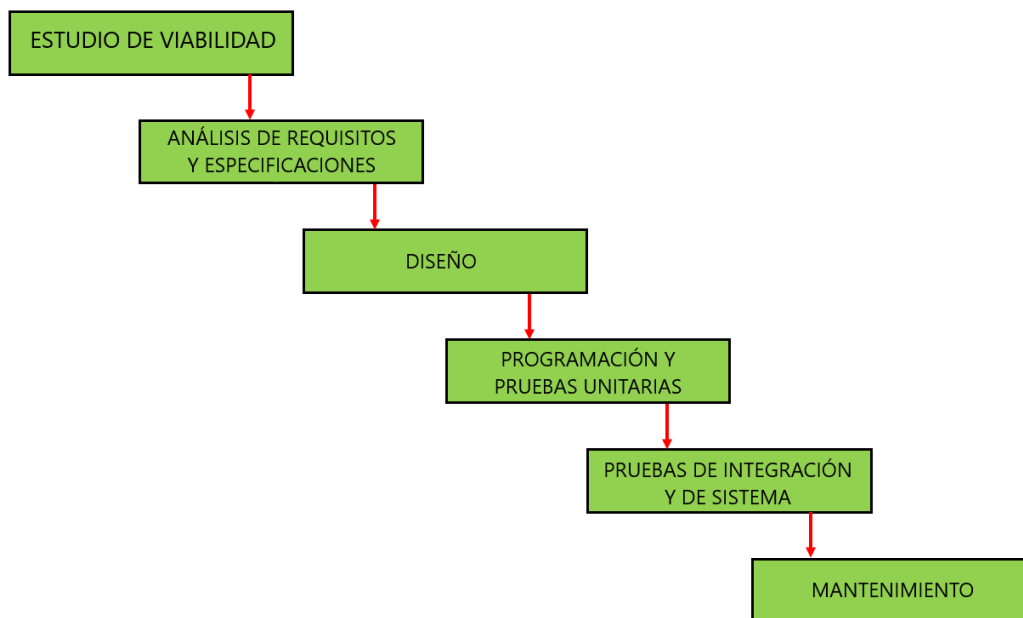 ESTUDIO DE VIABILIDAD
ANÁLISIS DE REQUISITOS
Y ESPECIFICACIONES
DISEÑO
PROGRAMACIÓN Y
PRUEBAS UNITARIAS
PRUEBAS DE INTEGRACIÓN
Y DE SISTEMA
MANTENIMIENTO